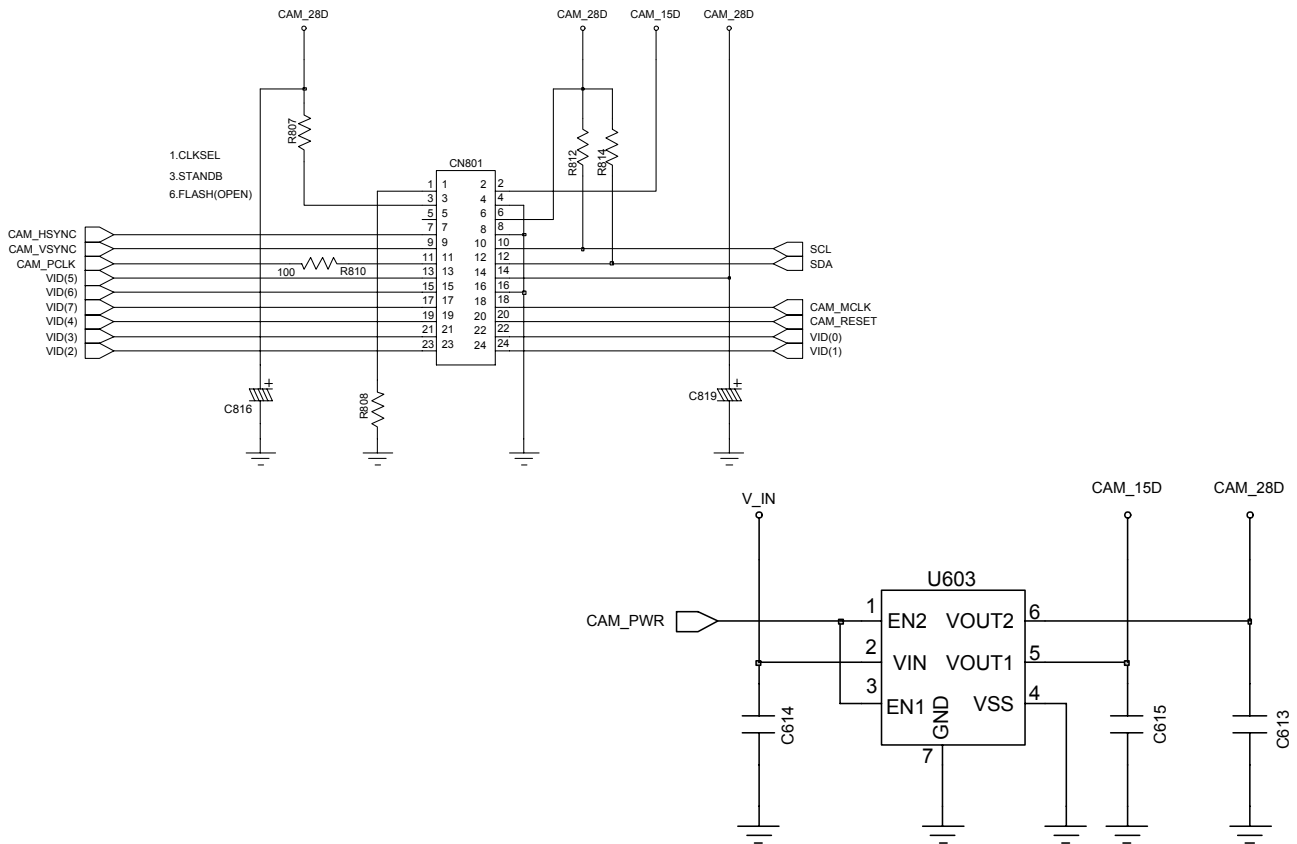 CAM_28D
CAM_28D
CAM_15D
CAM_28D
R807
R812
R814
1.CLKSEL
3.STANDB
6.FLASH(OPEN)
CN801
1 1 2 2
3 3 4 4
5 5 6 6
CAM_HSYNC 7 7 8 8
CAM_VSYNC 9 9 10 10 SCL
CAM_PCLK 100 R810 11 11 12 12 SDA
VID(5) 13 13 14 14
VID(6) 15 15 16 16
VID(7) 17 17 18 18 CAM_MCLK
VID(4) 19 19 20 20 CAM_RESET
VID(3) 21 21 22 22 VID(0)
VID(2) 23 23 24 24 VID(1)
C816
+
R808
C819
+
V_IN
CAM_15D
CAM_28D
U603
CAM_PWR
1 EN2 VOUT2 6
2 VIN VOUT1 5
3 EN1 VSS 4
GND
7
C614
C615
C613